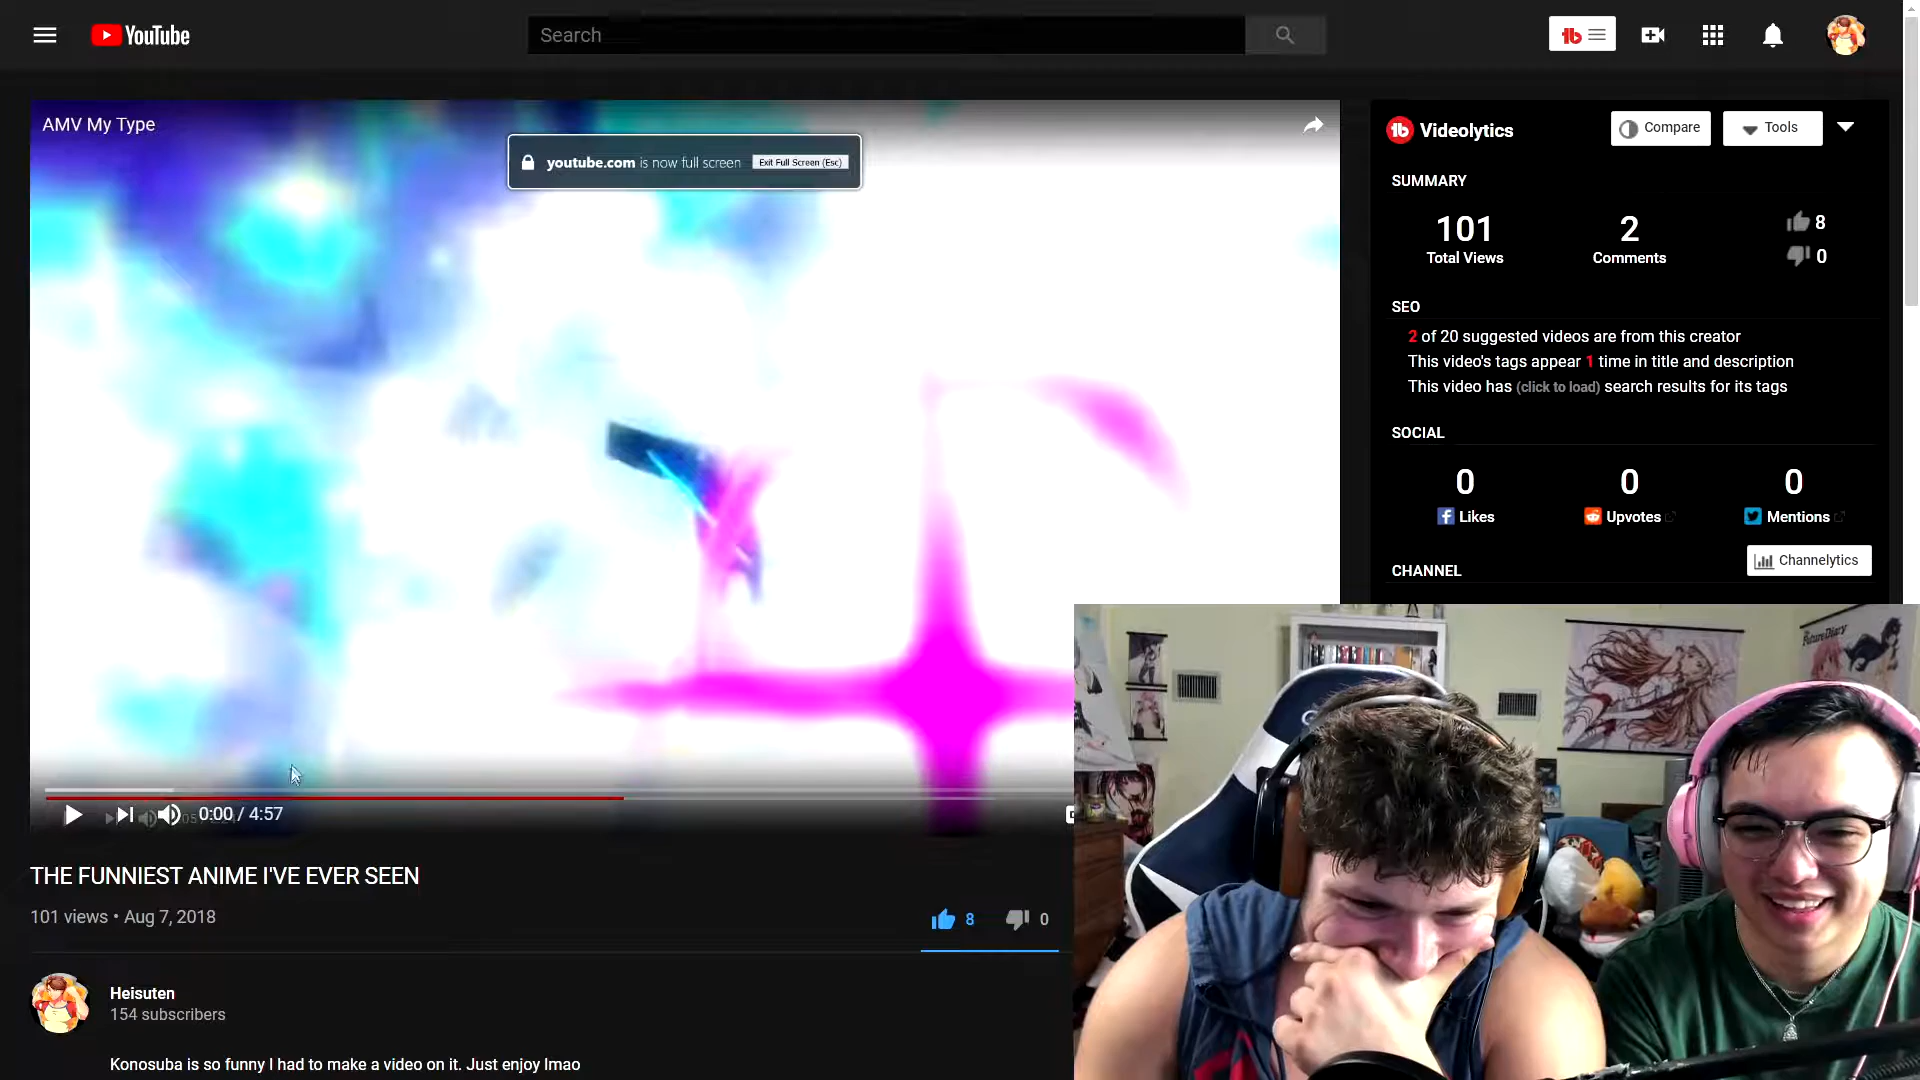 YouTube
Search
AMV My Type
youtube.com is now full screen Exit Full Screen (Esc)
0:00 / 4:57
THE FUNNIEST ANIME I'VE EVER SEEN
101 views • Aug 7, 2018
8
0
Heisuten
154 subscribers
Konosuba is so funny I had to make a video on it. Just enjoy lmao
Videolytics
Compare
Tools
SUMMARY
101
Total Views
2
Comments
8
0
SEO
2 of 20 suggested videos are from this creator
This video's tags appear 1 time in title and description
This video has (click to load) search results for its tags
SOCIAL
0
Likes
0
Upvotes
0
Mentions
CHANNEL
Channelytics
Future Diary